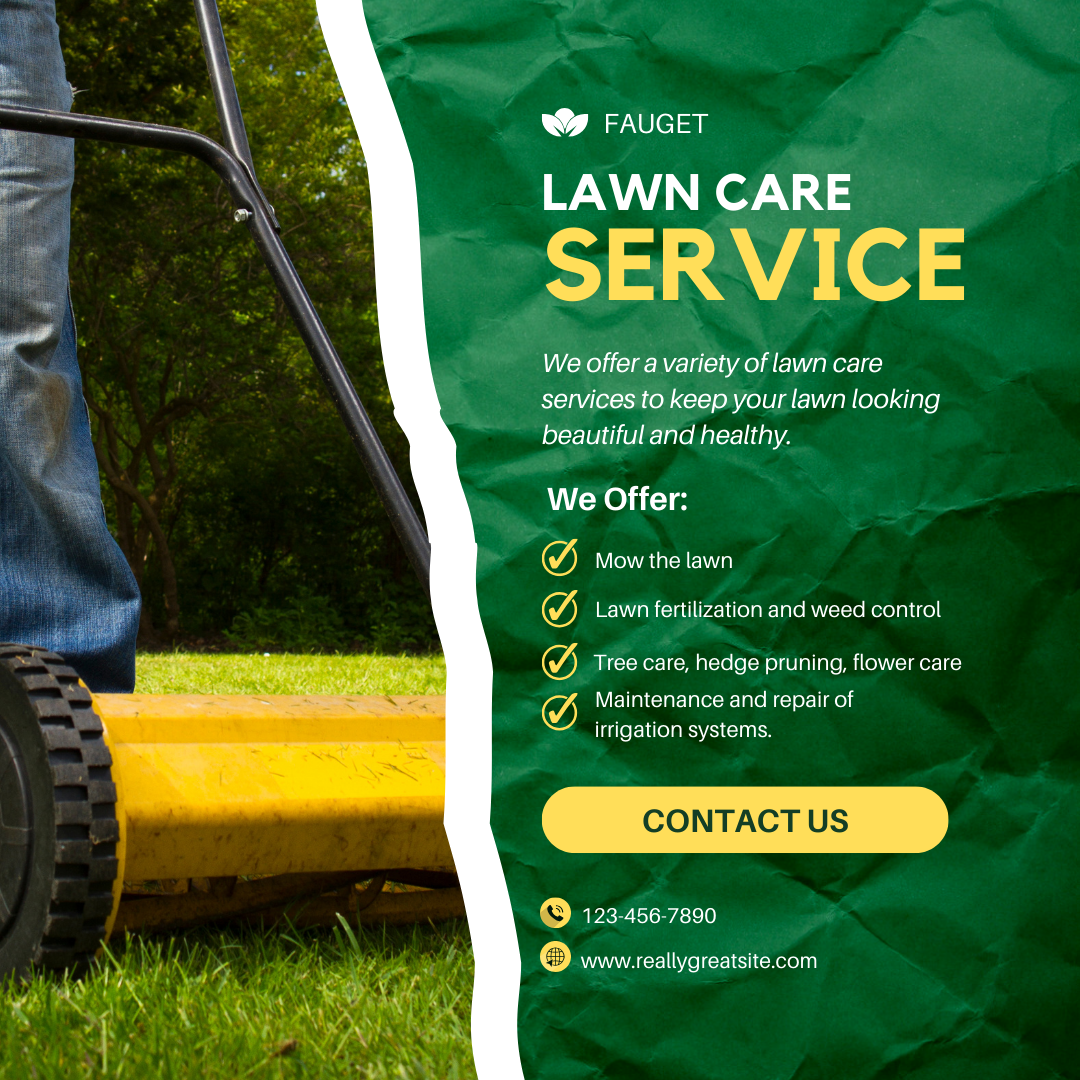 FAUGET
LAWN CARE
SERVICE
We offer a variety of lawn care
services to keep your lawn looking
beautiful and healthy.
We Offer:
Mow the lawn
Lawn fertilization and weed control
Tree care, hedge pruning, flower care
Maintenance and repair of
irrigation systems.
CONTACT US
123-456-7890
www.reallygreatsite.com